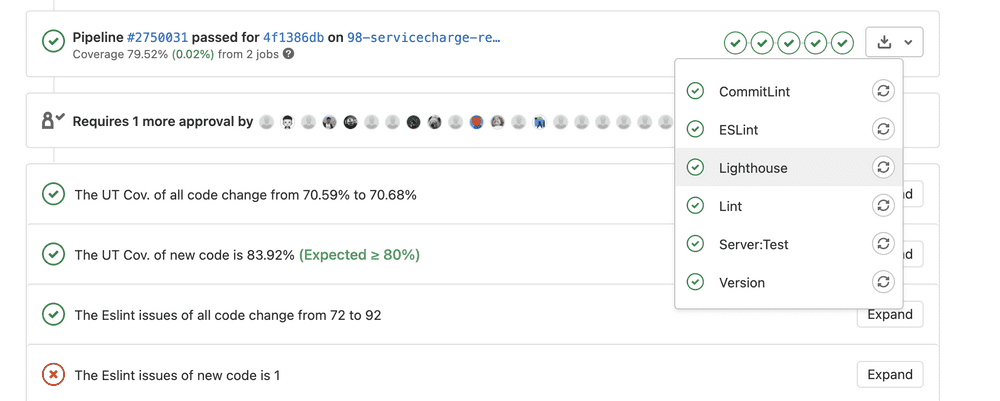 Pipeline #2750031 passed for 4f1386db on 98-servicecharge-re…
Coverage 79.52% (0.02%) from 2 jobs
CommitLint
Requires 1 more approval by
ESLint
Lighthouse
The UT Cov. of all code change from 70.59% to 70.68%
Lint
Server:Test
The UT Cov. of new code is 83.92% (Expected ≥ 80%)
Version
The Eslint issues of all code change from 72 to 92
Expand
The Eslint issues of new code is 1
Expand